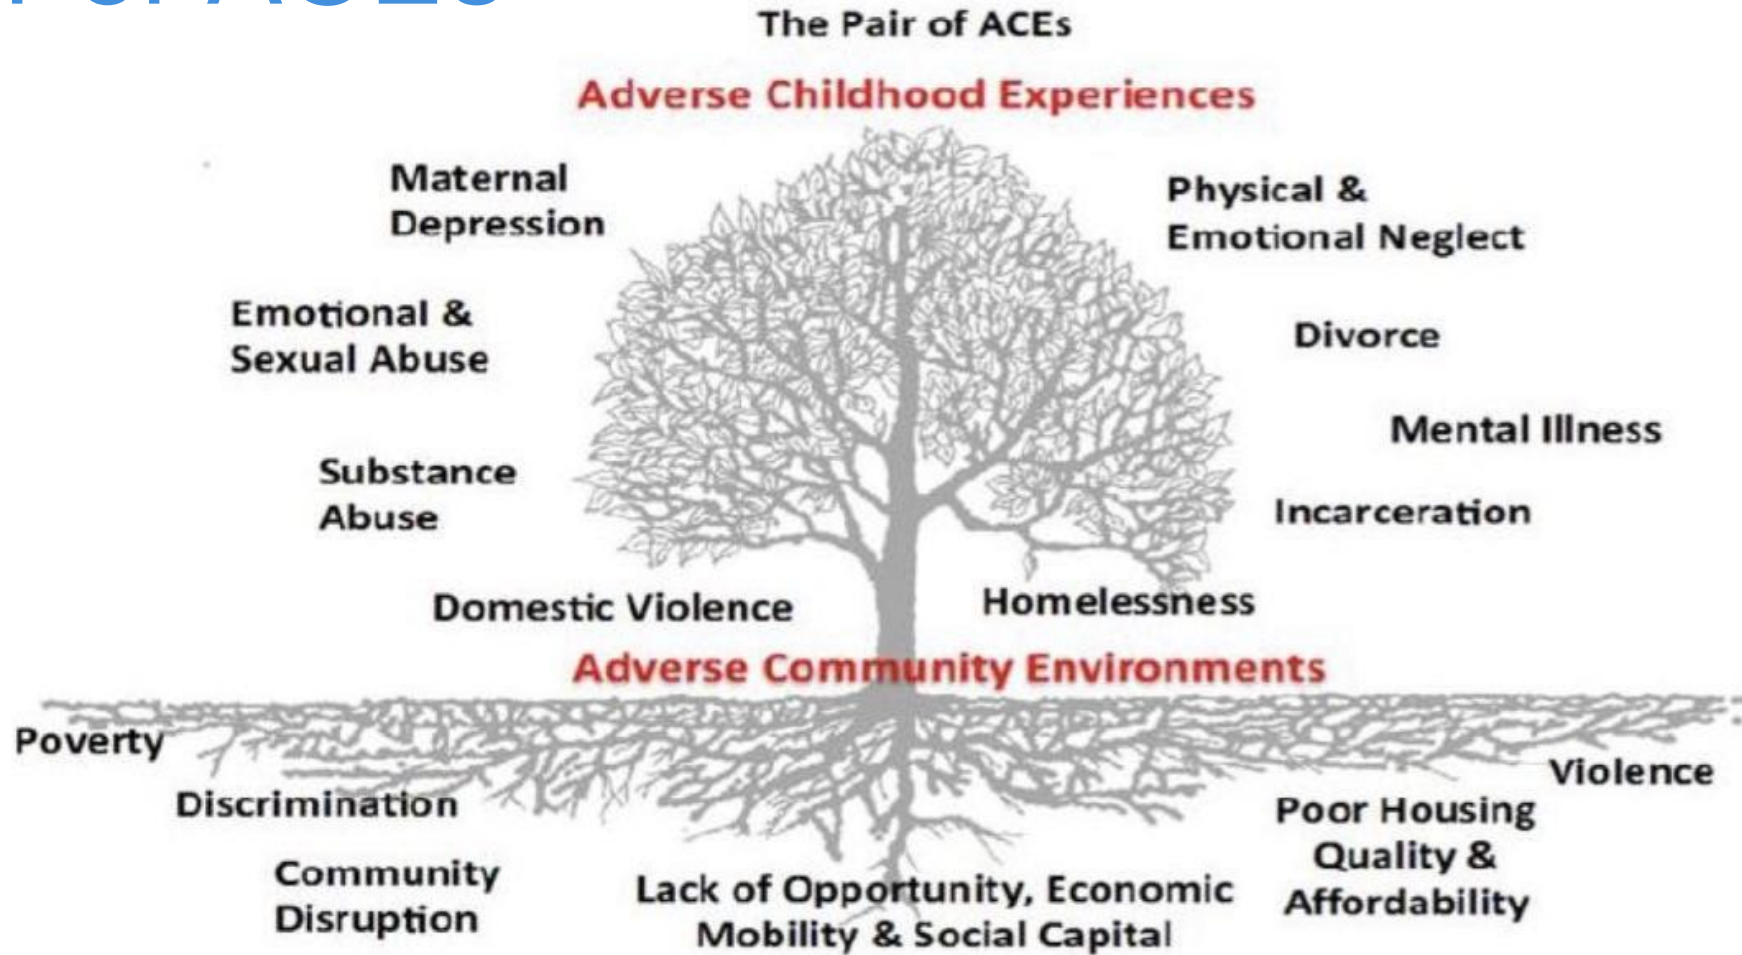 The Pair of ACEs
Adverse Childhood Experiences
Maternal
Depression
Physical &
Emotional Neglect
Emotional &
Sexual Abuse
Divorce
Mental Illness
Substance
Abuse
Incarceration
Domestic Violence
Homelessness
Adverse Community Environments
Poverty
Violence
Discrimination
Poor Housing
Quality &
Affordability
Community
Disruption
Lack of Opportunity, Economic
Mobility & Social Capital